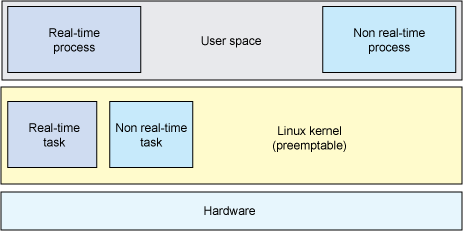 Real-time
process
User space
Non real-time
process
Real-time
task
Non real-time
task
Linux kernel
(preemptable)
Hardware